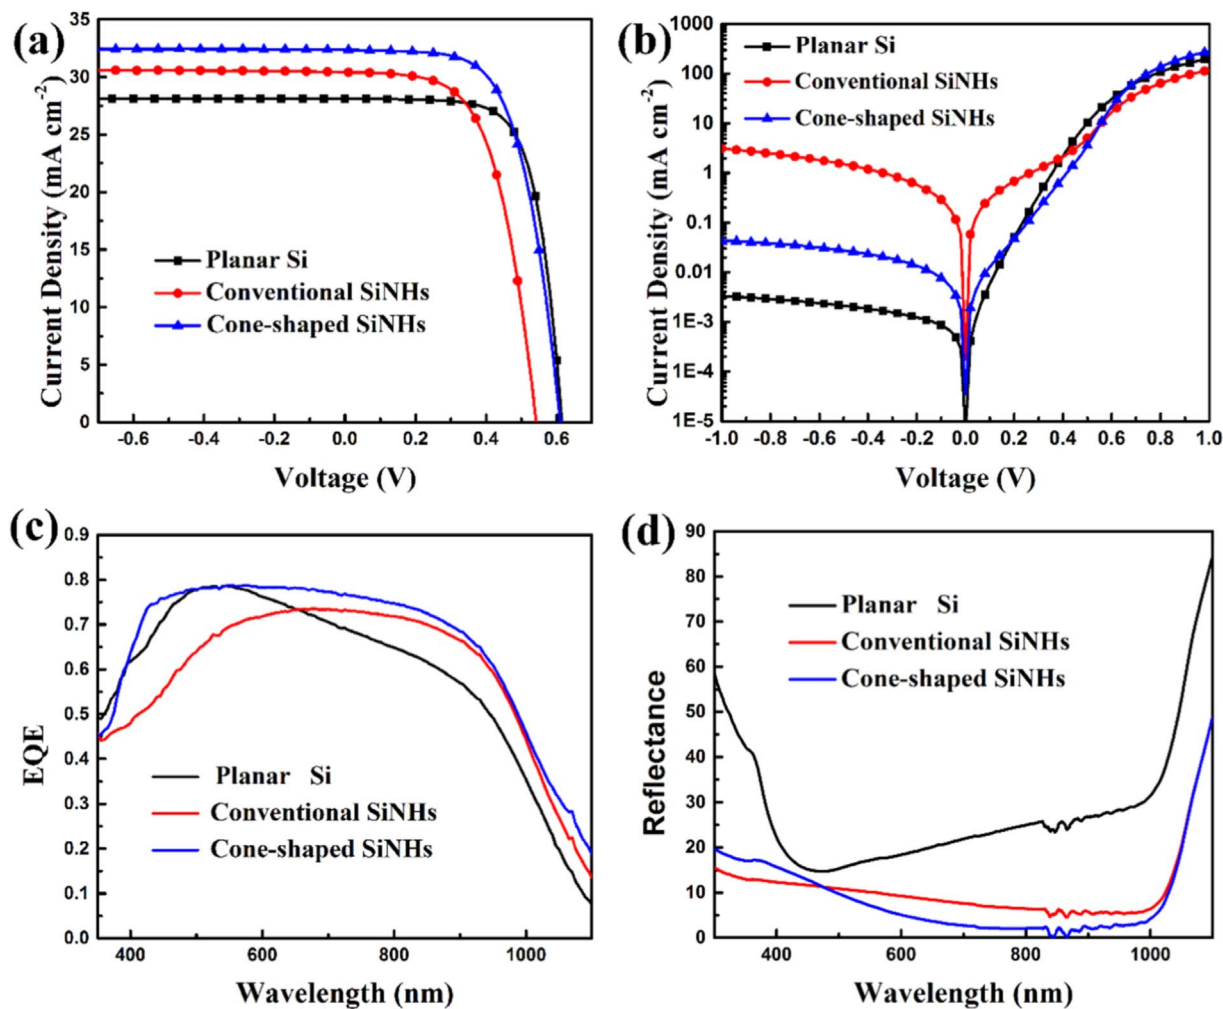 (a)
35
30
25
20
15
10
5
0
Current Density (mA cm-2)
Planar Si
Conventional SiNHs
Cone-shaped SiNHs
-0.6 -0.4 -0.2 0.0 0.2 0.4 0.6
Voltage (V)
(b)
1000
100
10
1
0.1
0.01
1E-3
1E-4
1E-5
Current Density (mA cm-2)
Planar Si
Conventional SiNHs
Cone-shaped SiNHs
-1.0 -0.8 -0.6 -0.4 -0.2 0.0 0.2 0.4 0.6 0.8 1.0
Voltage (V)
(c)
0.9
0.8
0.7
0.6
0.5
0.4
0.3
0.2
0.1
0.0
EQE
Planar Si
Conventional SiNHs
Cone-shaped SiNHs
400 600 800 1000
Wavelength (nm)
(d)
90
80
70
60
50
40
30
20
10
0
Reflectance
Planar Si
Conventional SiNHs
Cone-shaped SiNHs
400 600 800 1000
Wavelength (nm)